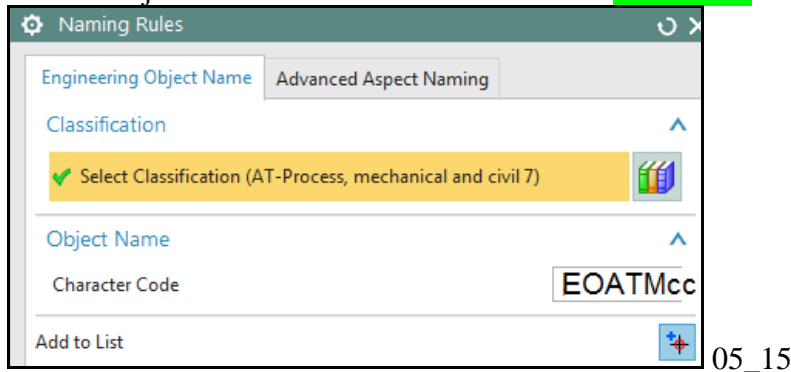 Naming Rules
Engineering Object Name Advanced Aspect Naming
Classification
Select Classification (AT-Process, mechanical and civil 7)
Object Name
Character Code EOATMcc
Add to List
05_15